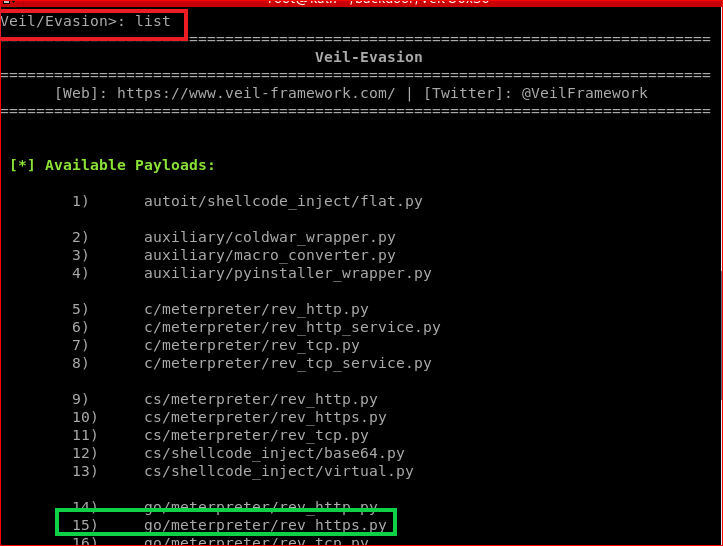 Veil/Evasion>: list
===============================================================================
Veil-Evasion
===============================================================================
[Web]: https://www.veil-framework.com/ | [Twitter]: @VeilFramework
===============================================================================
[*] Available Payloads:
1) autoit/shellcode_inject/flat.py
2) auxiliary/coldwar_wrapper.py
3) auxiliary/macro_converter.py
4) auxiliary/pyinstaller_wrapper.py
5) c/meterpreter/rev_http.py
6) c/meterpreter/rev_http_service.py
7) c/meterpreter/rev_tcp.py
8) c/meterpreter/rev_tcp_service.py
9) cs/meterpreter/rev_http.py
10) cs/meterpreter/rev_https.py
11) cs/meterpreter/rev_tcp.py
12) cs/shellcode_inject/base64.py
13) cs/shellcode_inject/virtual.py
14) go/meterpreter/rev_http.py
15) go/meterpreter/rev_https.py
16) go/meterpreter/rev_tcp.py